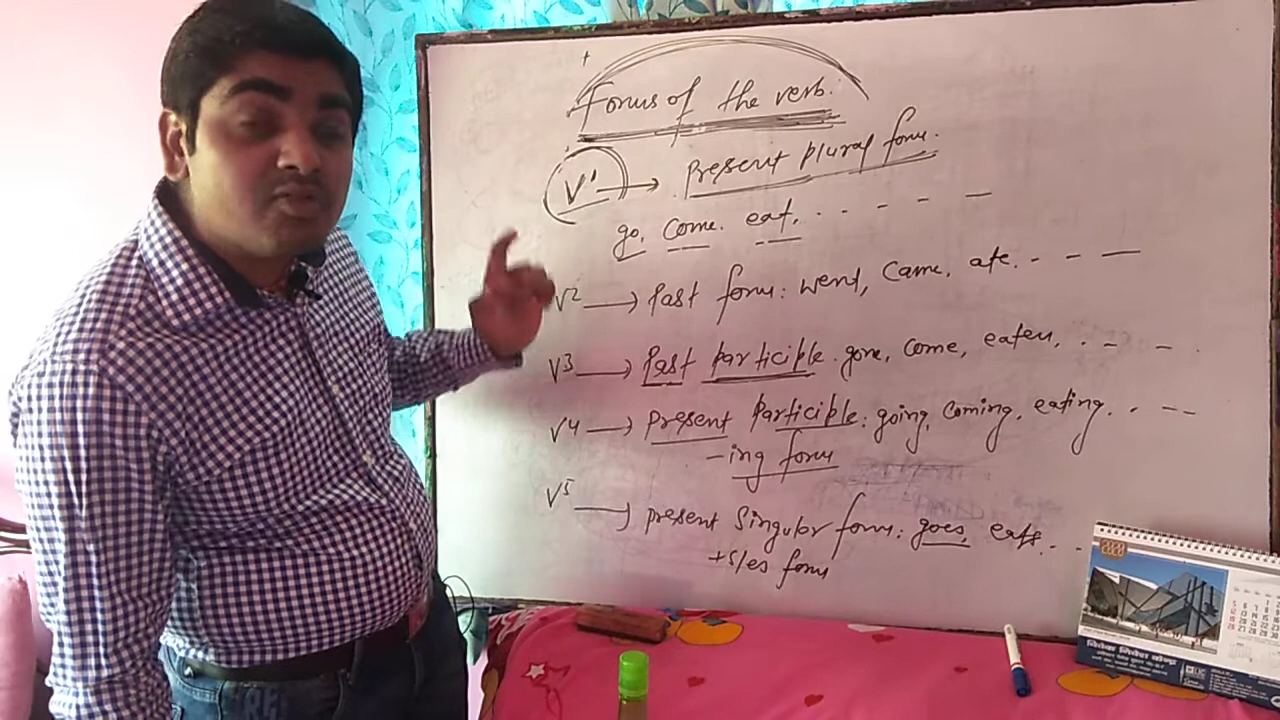 Forms of the verb.
V¹ → Present plural form.
go, come. eat, . - - - -
V² → Past form: went, came, ate. - - -
V3 → Past participle. gone, come, eaten, . - - .
V4 → Present Participle: going, coming, eating. . --
-ing form
V5 → present Singular form: goes, eats. . -
+s/es form
2020